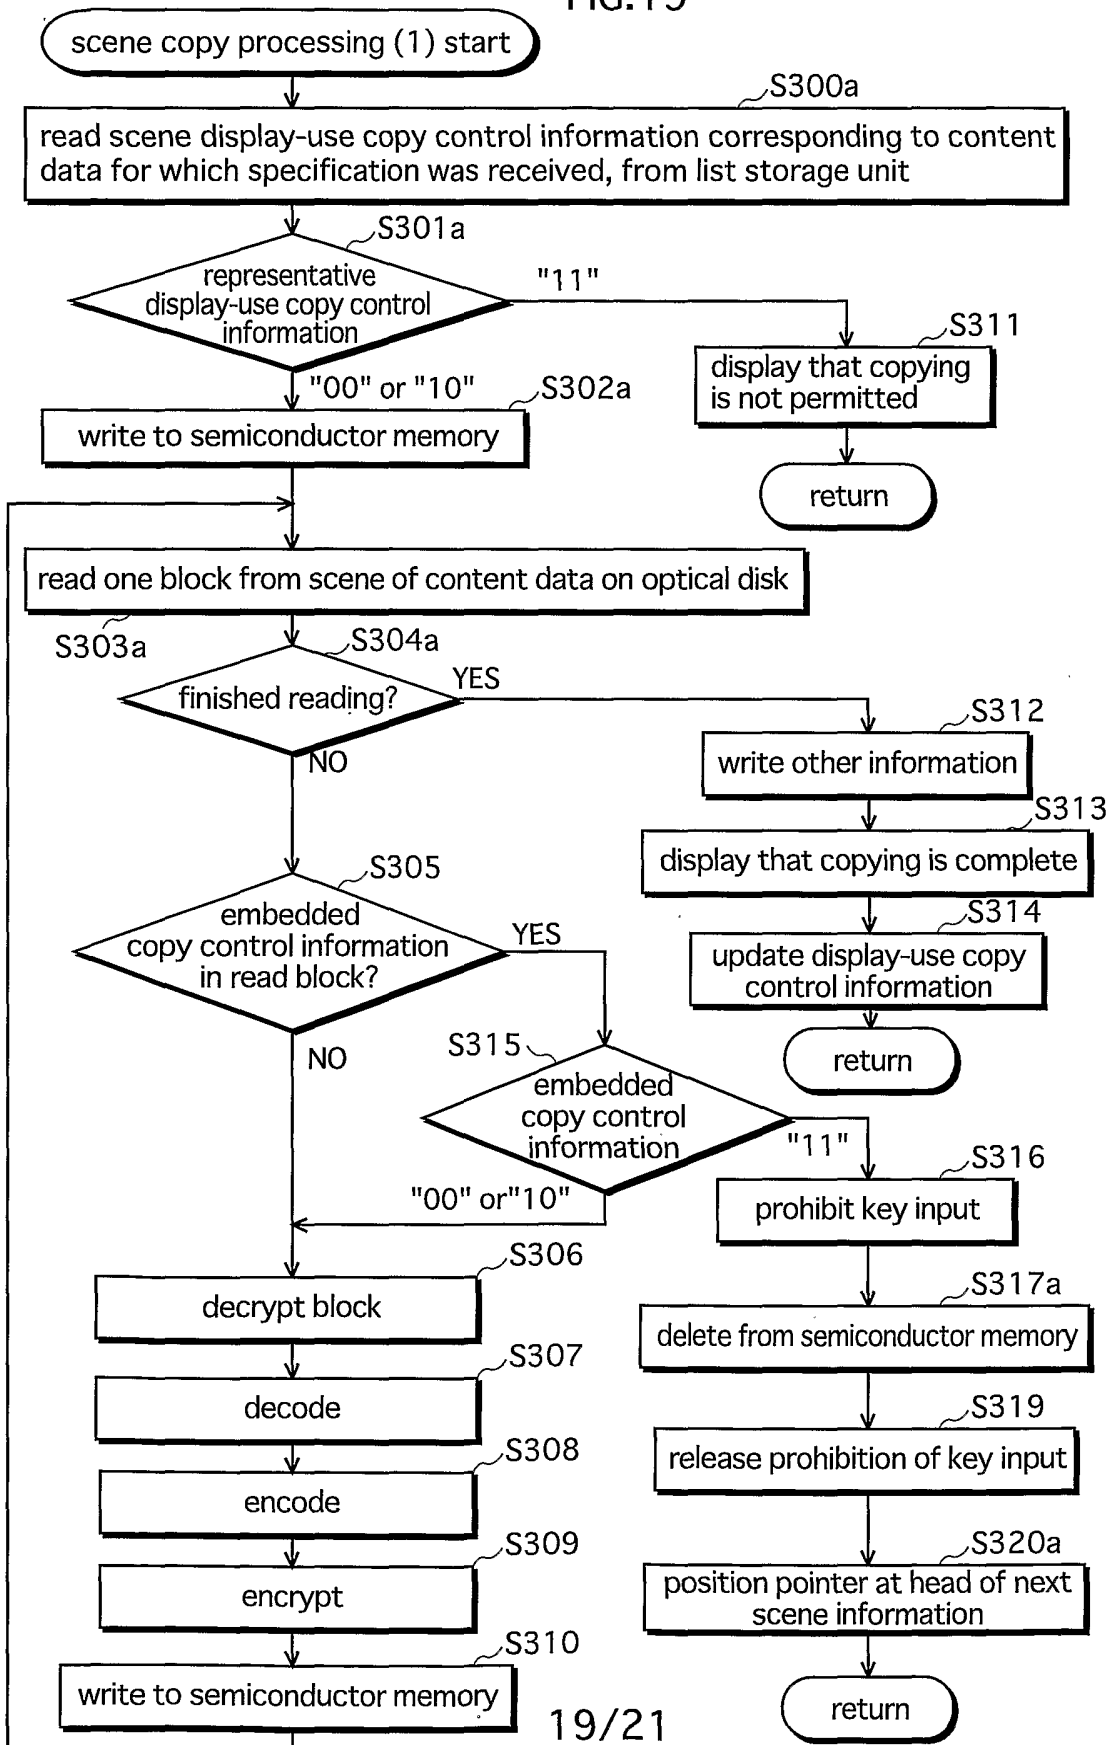 FIG.19
scene copy processing (1) start
S300a
read scene display-use copy control information corresponding to content
data for which specification was received, from list storage unit
S301a
representative
display-use copy control
information
"11"
S311
display that copying
is not permitted
return
"00" or "10"
S302a
write to semiconductor memory
read one block from scene of content data on optical disk
S303a
S304a
finished reading?
YES
NO
S312
write other information
S313
display that copying is complete
S314
update display-use copy
control information
return
S305
embedded
copy control information
in read block?
YES
NO
S315
embedded
copy control
information
"11"
"00" or"10"
S316
prohibit key input
S317a
delete from semiconductor memory
S319
release prohibition of key input
S320a
position pointer at head of next
scene information
return
S306
decrypt block
S307
decode
S308
encode
S309
encrypt
S310
write to semiconductor memory
19/21